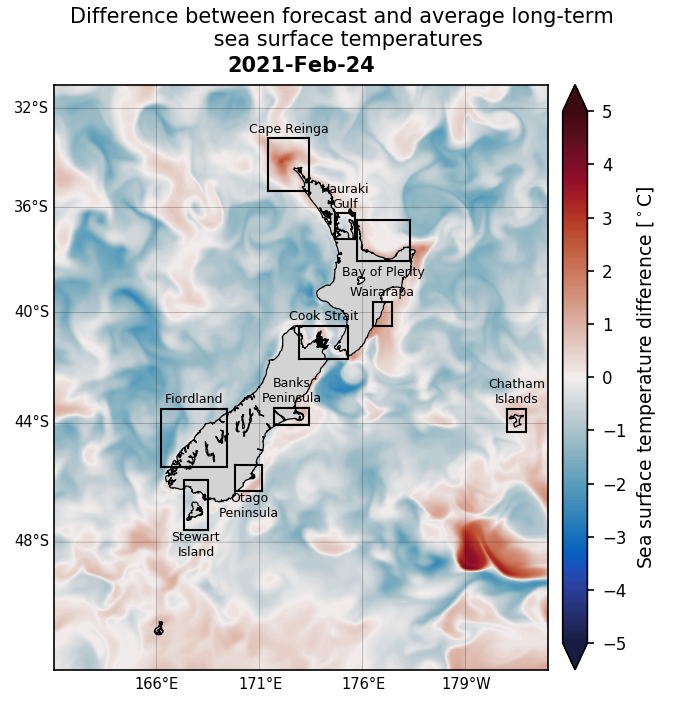 Difference between forecast and average long-term
sea surface temperatures
2021-Feb-24
32°S
36°S
40°S
44°S
48°S
166°E
171°E
176°E
179°W
Cape Reinga
Hauraki
Gulf
Bay of Plenty
Wairarapa
Cook Strait
Banks
Peninsula
Fiordland
Chatham
Islands
Otago
Peninsula
Stewart
Island
5
4
3
2
1
0
−1
−2
−3
−4
−5
Sea surface temperature difference [°C]